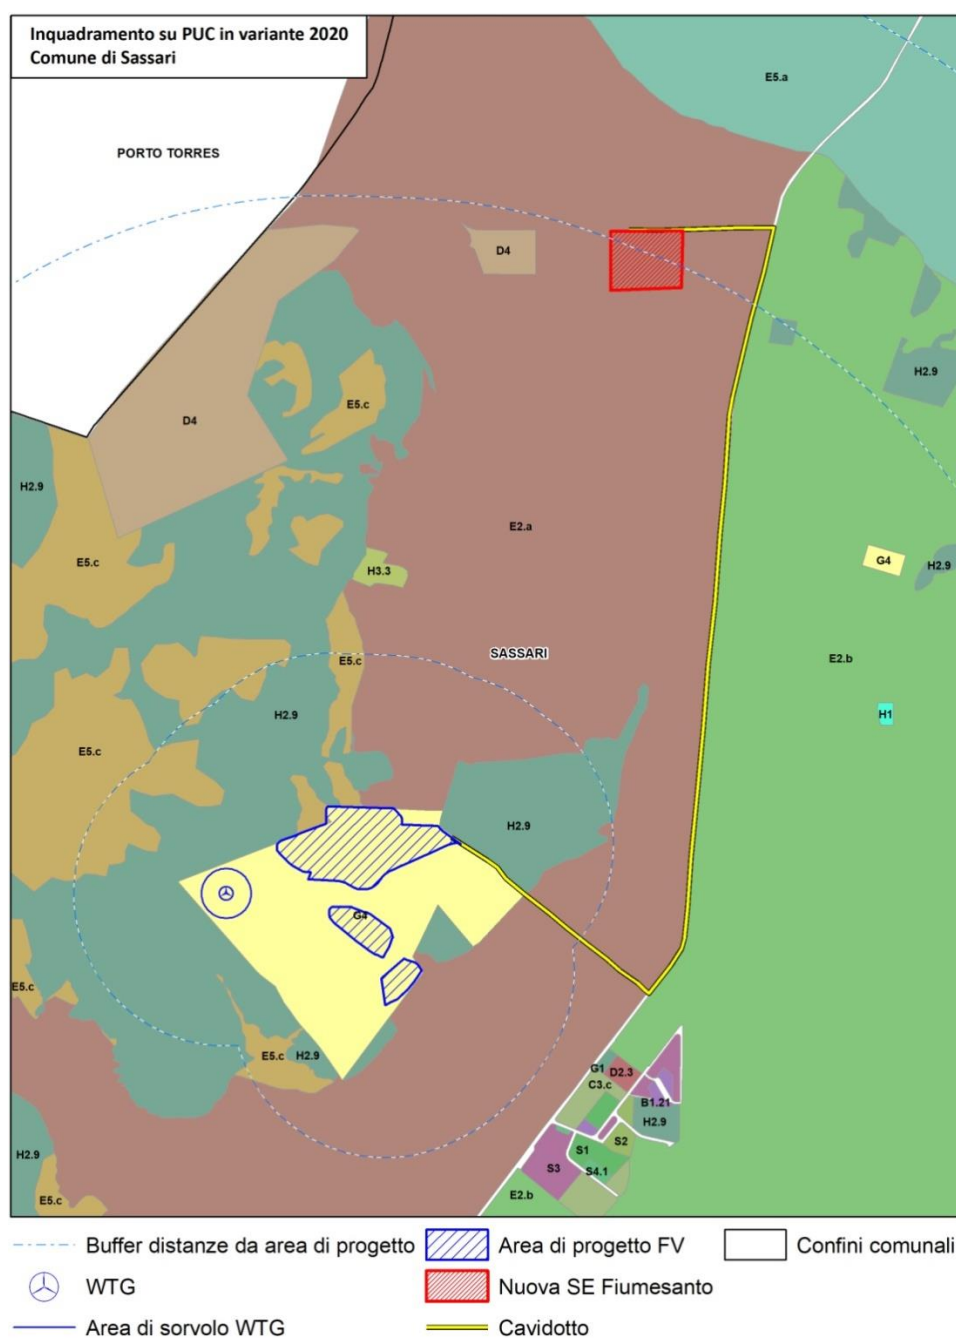 Inquadramento su PUC in variante 2020
Comune di Sassari
E5.a
PORTO TORRES
D4
H2.9
E5.c
D4
H2.9
E2.a
E5.c
G4
H2.9
H3.3
SASSARI
E5.c
E2.b
H2.9
H1
E5.c
H2.9
G4
E5.c
E5.c
H2.9
G1
D2.3
C3.c
B1.21
H2.9
S2
S1
S3
S4.1
H2.9
E5.c
E2.b
Buffer distanze da area di progetto
Area di progetto FV
Confini comunali
WTG
Nuova SE Fiumesanto
Area di sorvolo WTG
Cavidotto